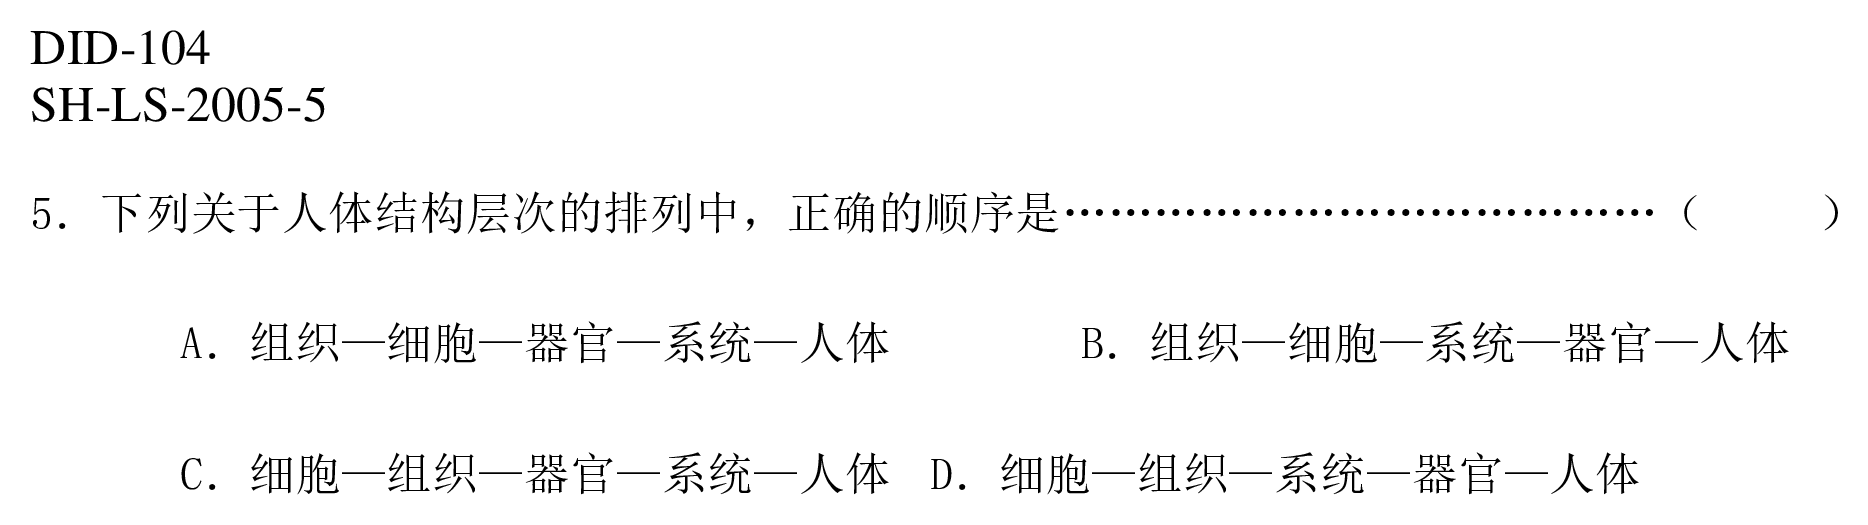 DID-104
SH-LS-2005-5
5. 下列关于人体结构层次的排列中，正确的顺序是…………………………………（　　）
A. 组织—细胞—器官—系统—人体　　B. 组织—细胞—系统—器官—人体
C. 细胞—组织—器官—系统—人体　D. 细胞—组织—系统—器官—人体